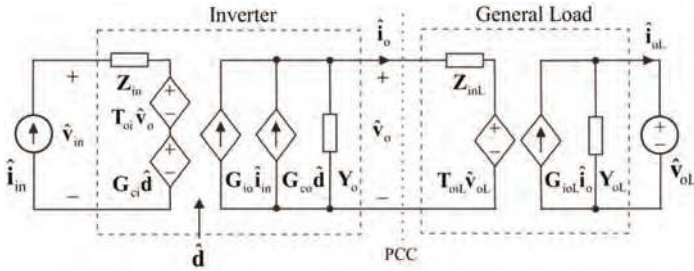 Inverter
General Load
î_o
î_oL
+
Z_in
+
Z_inL
T_oi v̂_o
+
−
v̂_in
î_in
+
−
G_ci d̂
G_io î_in
G_co d̂
Y_o
v̂_o
+
−
T_oiL v̂_oL
G_ioL î_o
Y_oL
+
−
v̂_oL
−
−
d̂
PCC